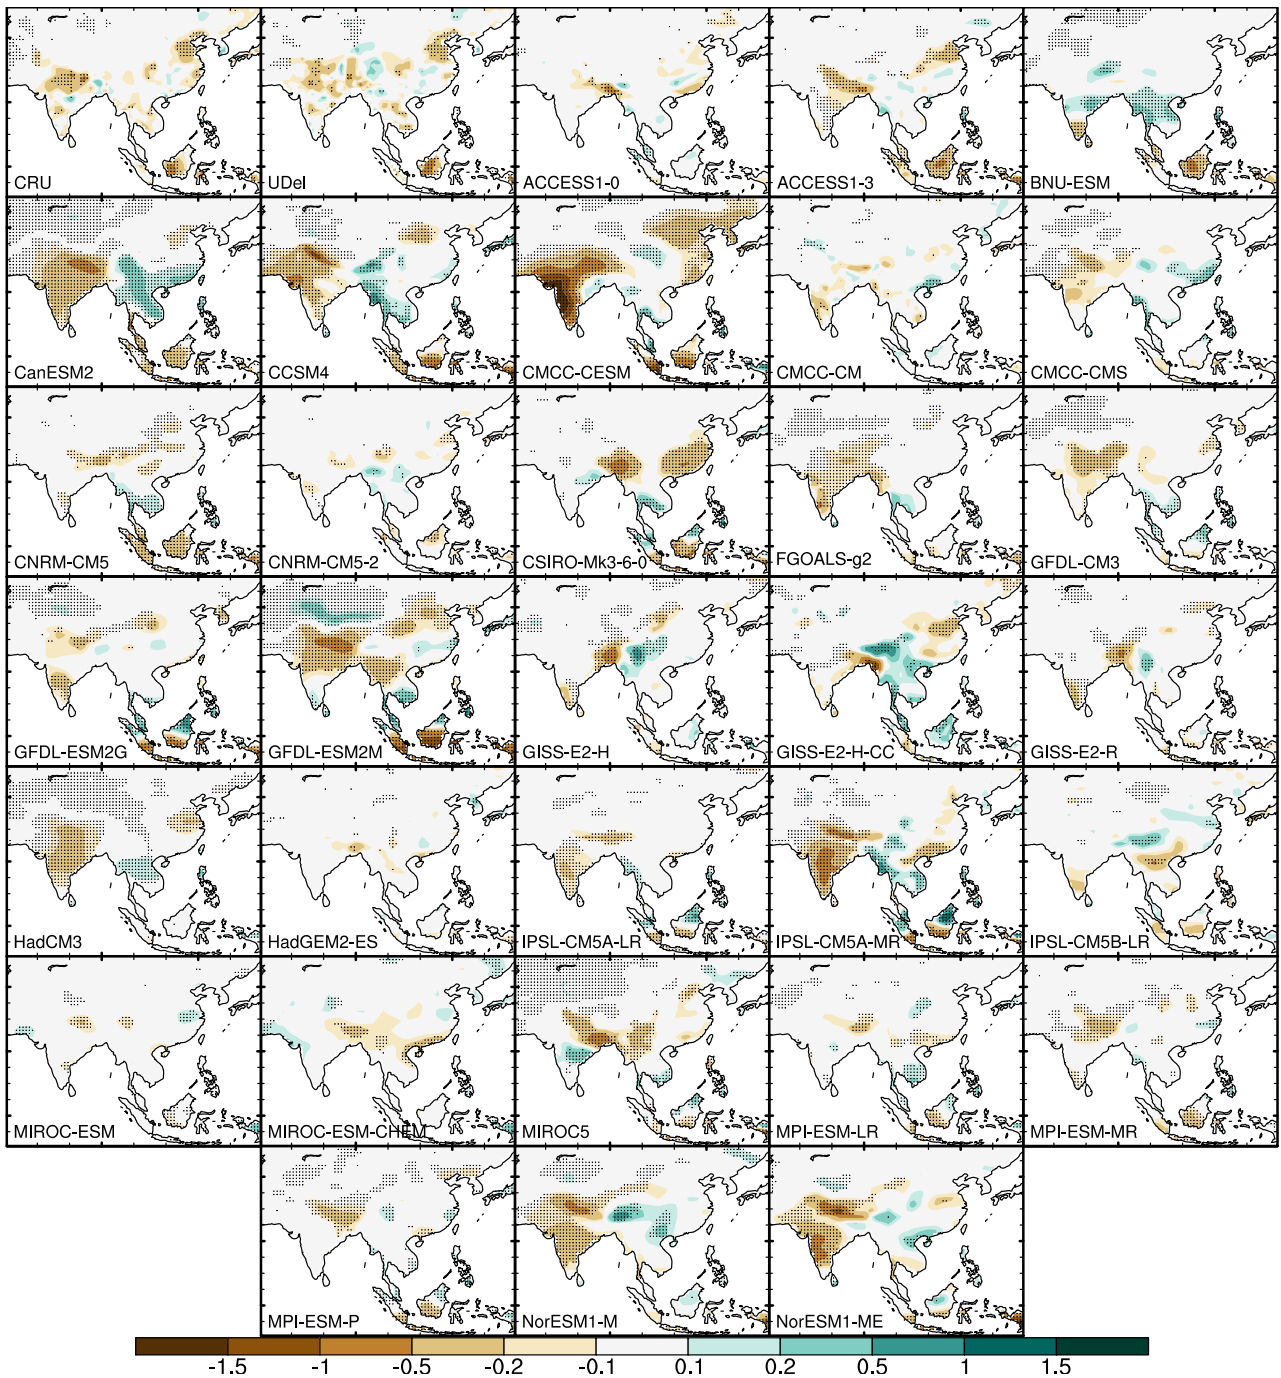 CRU
UDel
ACCESS1-0
ACCESS1-3
BNU-ESM
CanESM2
CCSM4
CMCC-CESM
CMCC-CM
CMCC-CMS
CNRM-CM5
CNRM-CM5-2
CSIRO-Mk3-6-0
FGOALS-g2
GFDL-CM3
GFDL-ESM2G
GFDL-ESM2M
GISS-E2-H
GISS-E2-H-CC
GISS-E2-R
HadCM3
HadGEM2-ES
IPSL-CM5A-LR
IPSL-CM5A-MR
IPSL-CM5B-LR
MIROC-ESM
MIROC-ESM-CHEM
MIROC5
MPI-ESM-LR
MPI-ESM-MR
MPI-ESM-P
NorESM1-M
NorESM1-ME
-1.5 -1 -0.5 -0.2 -0.1 0.1 0.2 0.5 1 1.5